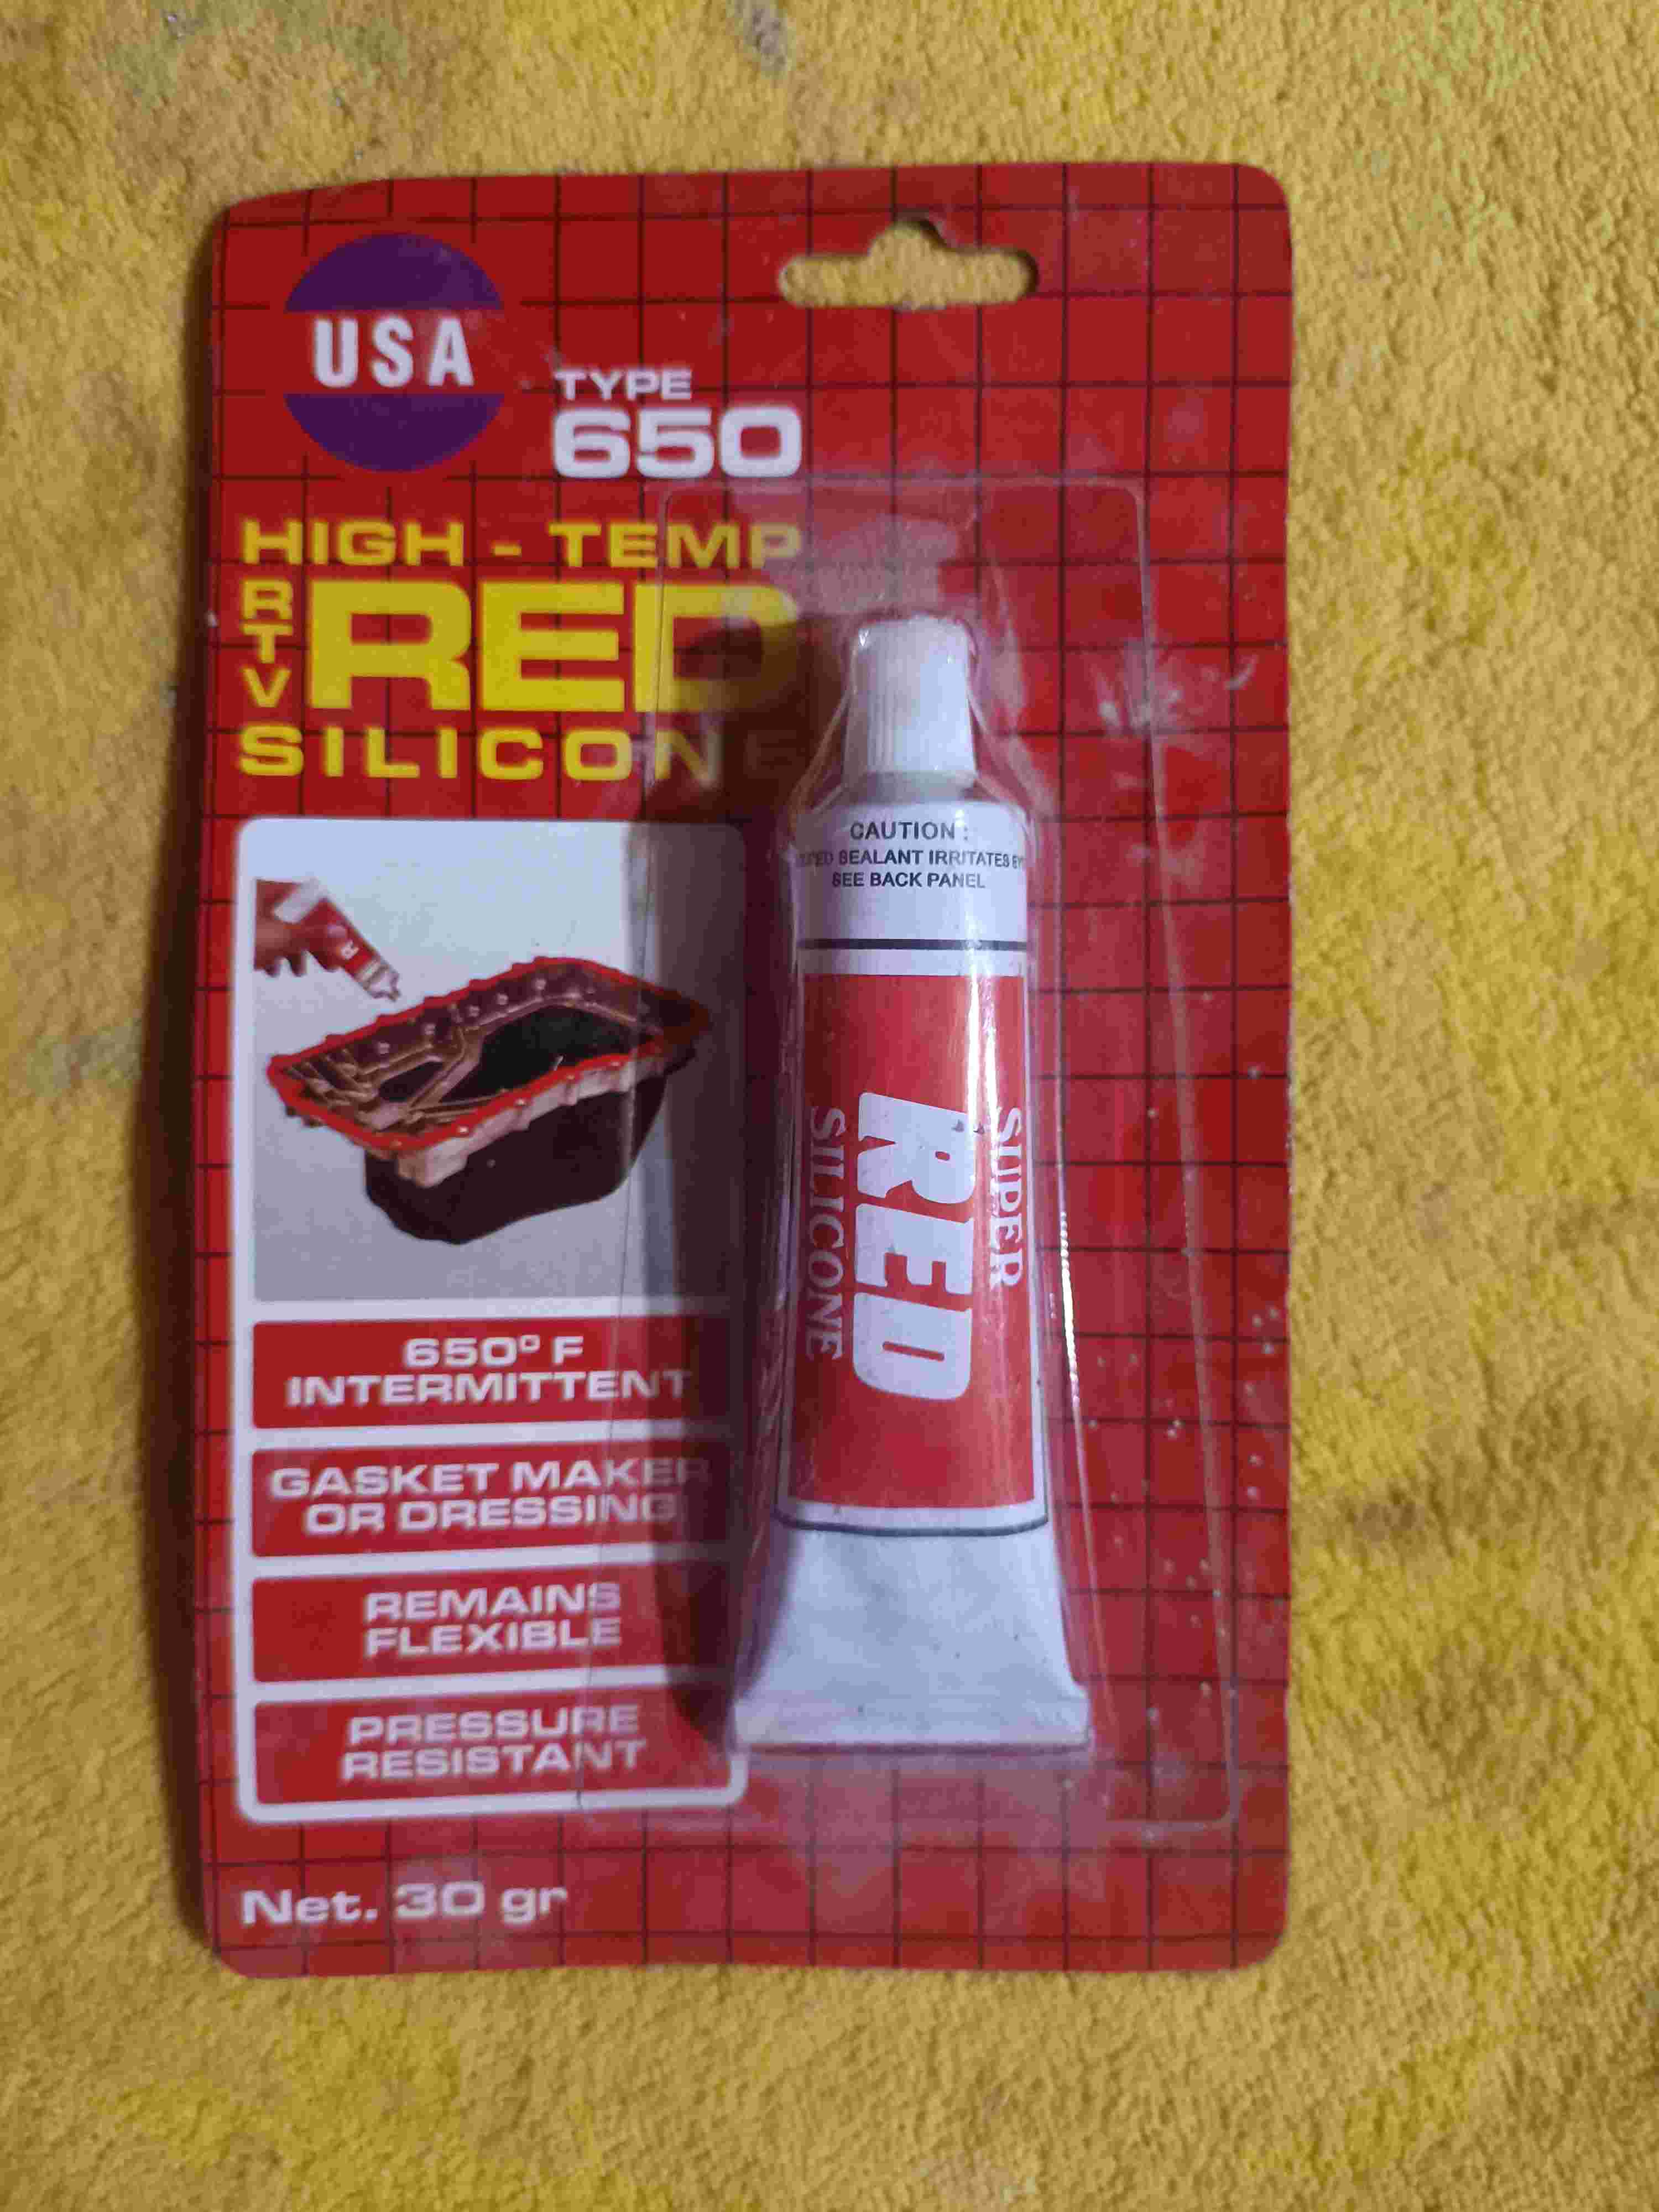 USA
TYPE
650
HIGH - TEMP
RTV
RED
SILICONE
CAUTION :
SEALANT IRRITATES
SEE BACK PANEL
SUPER
RED
SILICONE
650° F
INTERMITTENT
GASKET MAKER
OR DRESSING
REMAINS
FLEXIBLE
PRESSURE
RESISTANT
Net. 30 gr